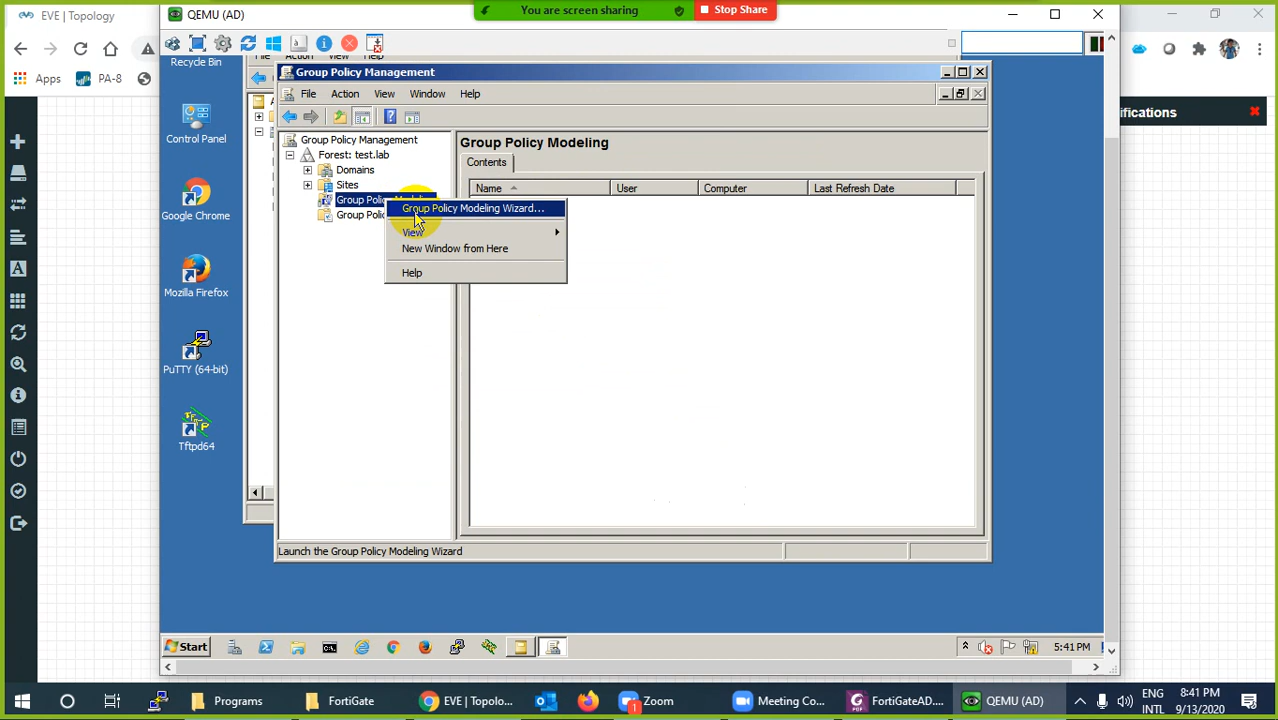 EVE | Topology
You are screen sharing
Stop Share
QEMU (AD)
Apps
PA-8
ifications
Recycle Bin
Control Panel
Google Chrome
Mozilla Firefox
PuTTY (64-bit)
Tftpd64
Group Policy Management
File Action View Window Help
Group Policy Management
Forest: test.lab
Domains
Sites
Group Poli
Group Policy Modeling
Contents
Name User Computer Last Refresh Date
Group Policy Modeling Wizard...
View
New Window from Here
Help
Launch the Group Policy Modeling Wizard
Start
5:41 PM
Programs
FortiGate
EVE | Topolo...
Zoom
1
Meeting Co...
FortiGateAD....
QEMU (AD)
ENG
INTL
8:41 PM
9/13/2020